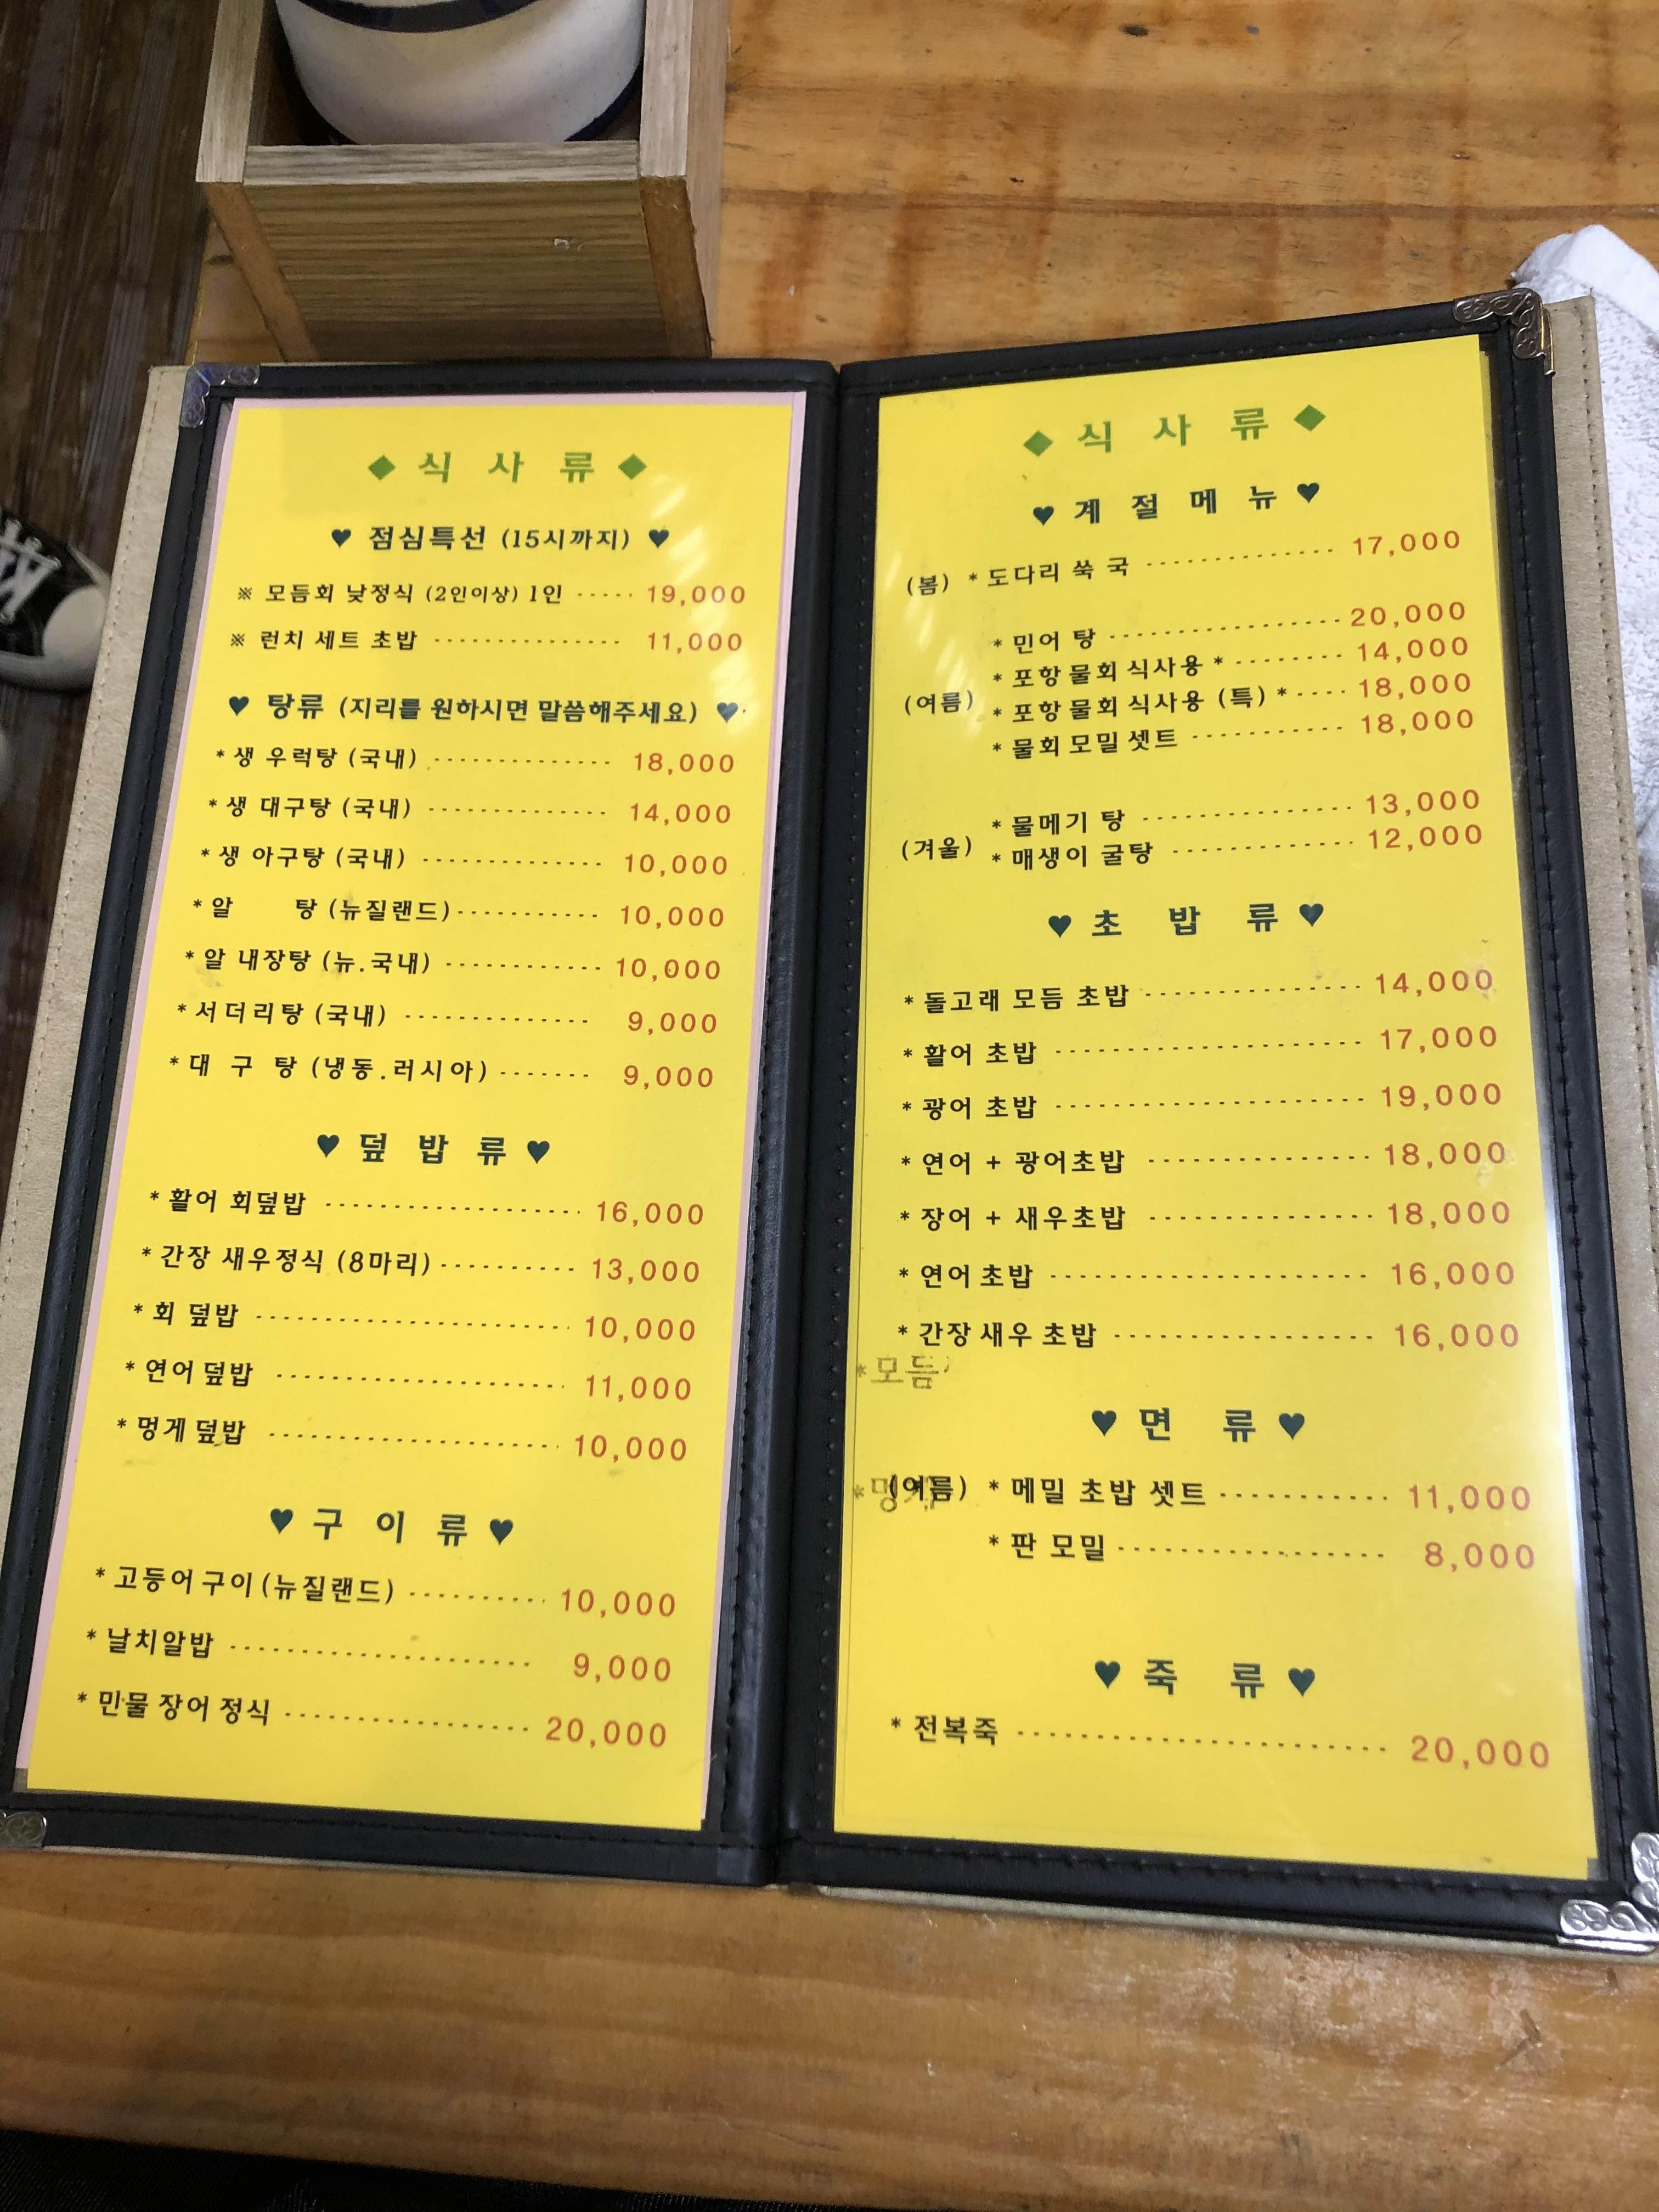 ◆ 식 사 류 ◆
♥ 점심특선 (15시까지) ♥
※ 모듬회 낮정식 (2인이상) 1인 ····· 19,000
※ 런치 세트 초밥 ················ 11,000
♥ 탕류 (지리를 원하시면 말씀해주세요) ♥
* 생 우럭탕 (국내) ·············· 18,000
* 생 대구탕 (국내) ·············· 14,000
* 생 아구탕 (국내) ·············· 10,000
* 알 탕 (뉴질랜드) ··········· 10,000
* 알 내장탕 (뉴.국내) ············ 10,000
* 서더리탕 (국내) ·············· 9,000
* 대 구 탕 (냉동.러시아) ······· 9,000
♥ 덮 밥 류 ♥
* 활어 회덮밥 ···················· 16,000
* 간장 새우정식 (8마리) ·········· 13,000
* 회 덮밥 ························ 10,000
* 연어 덮밥 ······················ 11,000
* 멍게 덮밥 ······················ 10,000
♥ 구 이 류 ♥
* 고등어구이 (뉴질랜드) ·········· 10,000
* 날치알밥 ······················ 9,000
* 민물 장어 정식 ················· 20,000
◆ 식 사 류 ◆
♥ 계 절 메 뉴 ♥
(봄) * 도다리 쑥 국 ··············· 17,000
* 민어 탕 ·················· 20,000
* 포항 물회 식사용 * ········ 14,000
(여름) * 포항 물회 식사용 (특) * ···· 18,000
* 물회 모밀 셋트 ··········· 18,000
* 물메기 탕 ················ 13,000
(겨울) * 매생이 굴탕 ·············· 12,000
♥ 초 밥 류 ♥
* 돌고래 모듬 초밥 ················ 14,000
* 활어 초밥 ······················ 17,000
* 광어 초밥 ······················ 19,000
* 연어 + 광어초밥 ················ 18,000
* 장어 + 새우초밥 ················ 18,000
* 연어 초밥 ······················ 16,000
* 간장 새우 초밥 ·················· 16,000
*모듬
♥ 면 류 ♥
(여름) * 메밀 초밥 셋트 ············ 11,000
* 판 모밀 ··················· 8,000
♥ 죽 류 ♥
* 전복죽 ························· 20,000